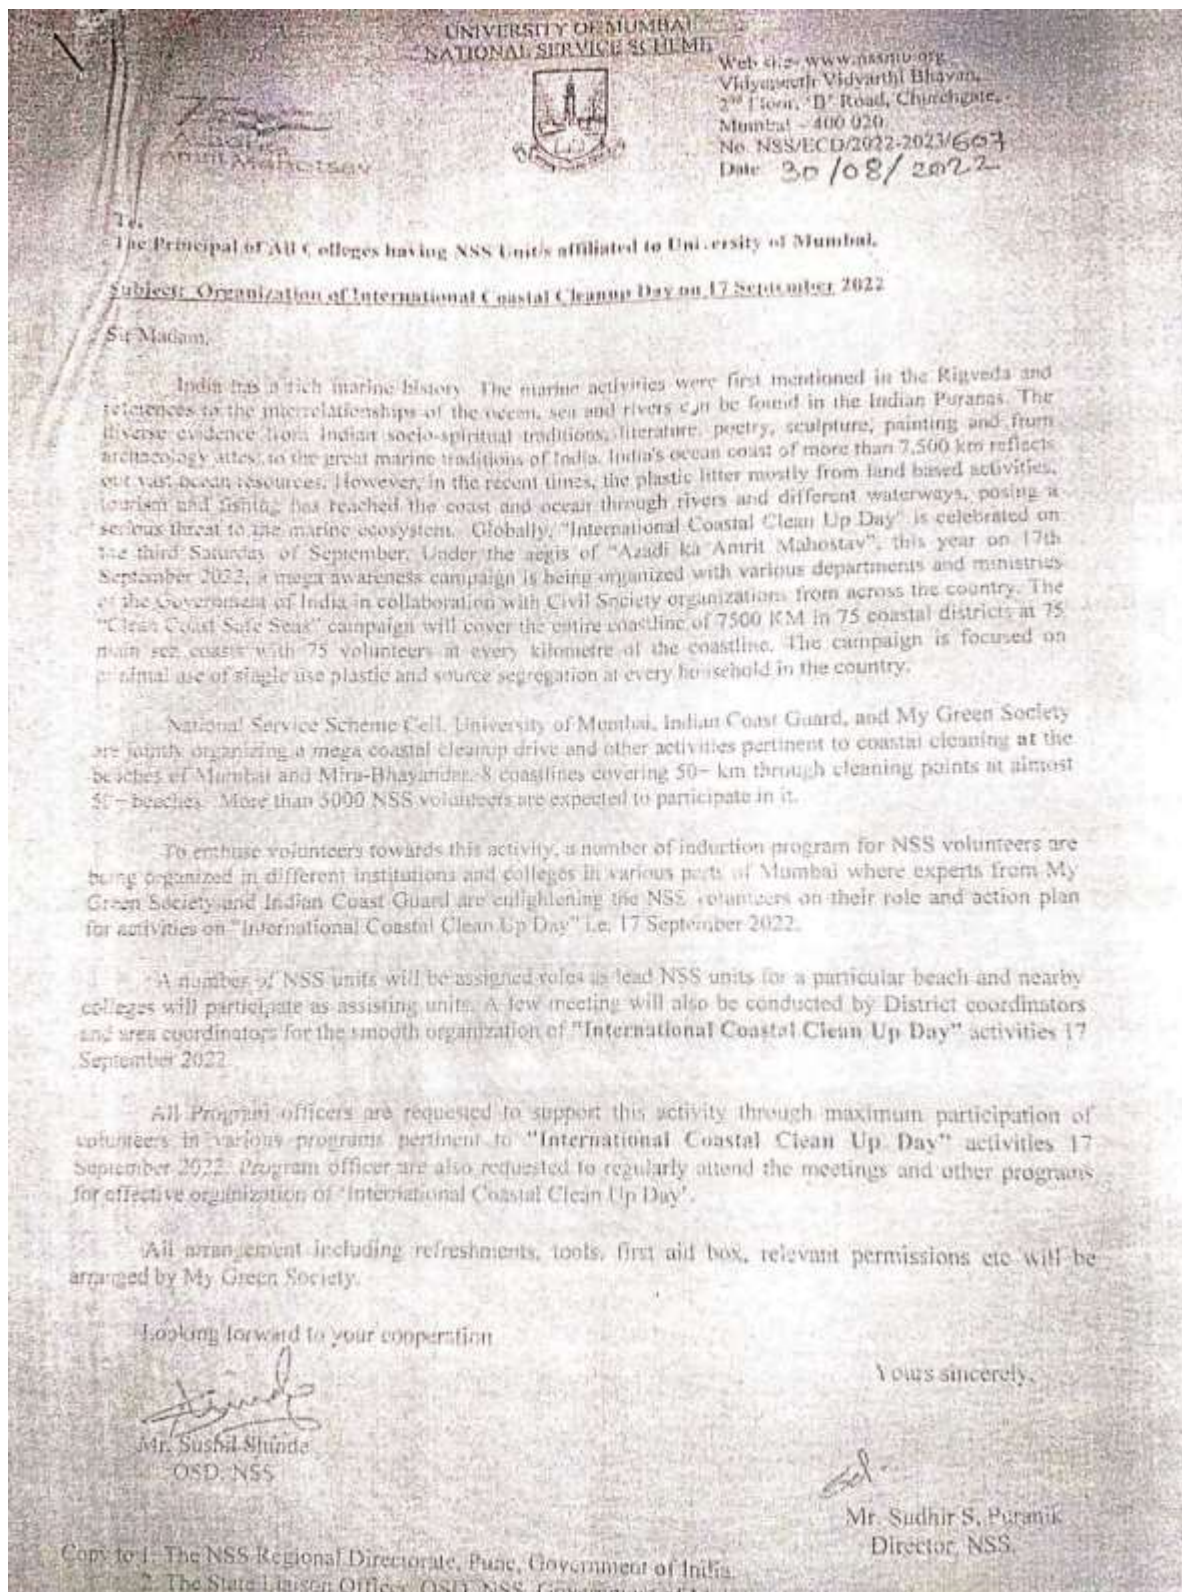 UNIVERSITY OF MUMBAI
NATIONAL SERVICE SCHEME
Web site- www.nssmu.org
Vidyapeeth Vidyarthi Bhavan,
2nd Floor, 'B' Road, Churchgate,
Mumbai - 400 020
No. NSS/ECD/2022-2023/607
Date 30/08/2022
Azadi Ka
Amrit Mahotsav
To,
The Principal of All Colleges having NSS Unit/s affiliated to University of Mumbai.
Subject: Organization of International Coastal Cleanup Day on 17 September 2022
Sir Madam,
India has a rich marine history. The marine activities were first mentioned in the Rigveda and
references to the interrelationships of the ocean, sea and rivers can be found in the Indian Puranas. The
diverse evidence from Indian socio-spiritual traditions, literature, poetry, sculpture, painting and from
archaeology attest to the great marine traditions of India. India's ocean coast of more than 7,500 km reflects
our vast ocean resources. However, in the recent times, the plastic litter mostly from land based activities,
tourism and fishing has reached the coast and ocean through rivers and different waterways, posing a
serious threat to the marine ecosystem. Globally, "International Coastal Clean Up Day" is celebrated on
the third Saturday of September. Under the aegis of "Azadi ka Amrit Mahostav", this year on 17th
September 2022, a mega awareness campaign is being organized with various departments and ministries
of the Government of India in collaboration with Civil Society organizations from across the country. The
"Clean Coast Safe Seas" campaign will cover the entire coastline of 7500 KM in 75 coastal districts at 75
main sea coasts with 75 volunteers at every kilometre of the coastline. The campaign is focused on
minimal use of single use plastic and source segregation at every household in the country.
National Service Scheme Cell, University of Mumbai, Indian Coast Guard, and My Green Society
are jointly organizing a mega coastal cleanup drive and other activities pertinent to coastal cleaning at the
beaches of Mumbai and Mira-Bhayandar. 8 coastlines covering 50+ km through cleaning points at almost
beaches. More than 5000 NSS volunteers are expected to participate in it.
To enthuse volunteers towards this activity, a number of induction program for NSS volunteers are
being organized in different institutions and colleges in various parts of Mumbai where experts from My
Green Society and Indian Coast Guard are enlightening the NSS volunteers on their role and action plan
for activities on "International Coastal Clean Up Day" i.e. 17 September 2022.
A number of NSS units will be assigned roles as lead NSS units for a particular beach and nearby
colleges will participate as assisting units. A few meeting will also be conducted by District coordinators
and area coordinators for the smooth organization of "International Coastal Clean Up Day" activities 17
September 2022
All Program officers are requested to support this activity through maximum participation of
volunteers in various programs pertinent to "International Coastal Clean Up Day" activities 17
September 2022. Program officer are also requested to regularly attend the meetings and other programs
for effective organization of 'International Coastal Clean Up Day'.
All arrangement including refreshments, tools, first aid box, relevant permissions etc will be
arranged by My Green Society.
Looking forward to your cooperation
Yours sincerely,
Mr. Sushil Shinde
OSD, NSS
Sd/-
Mr. Sudhir S. Puranik
Director, NSS.
Copy to 1. The NSS Regional Directorate, Pune, Government of India.
2. The State Liaison Officer, OSD, NSS, Government of